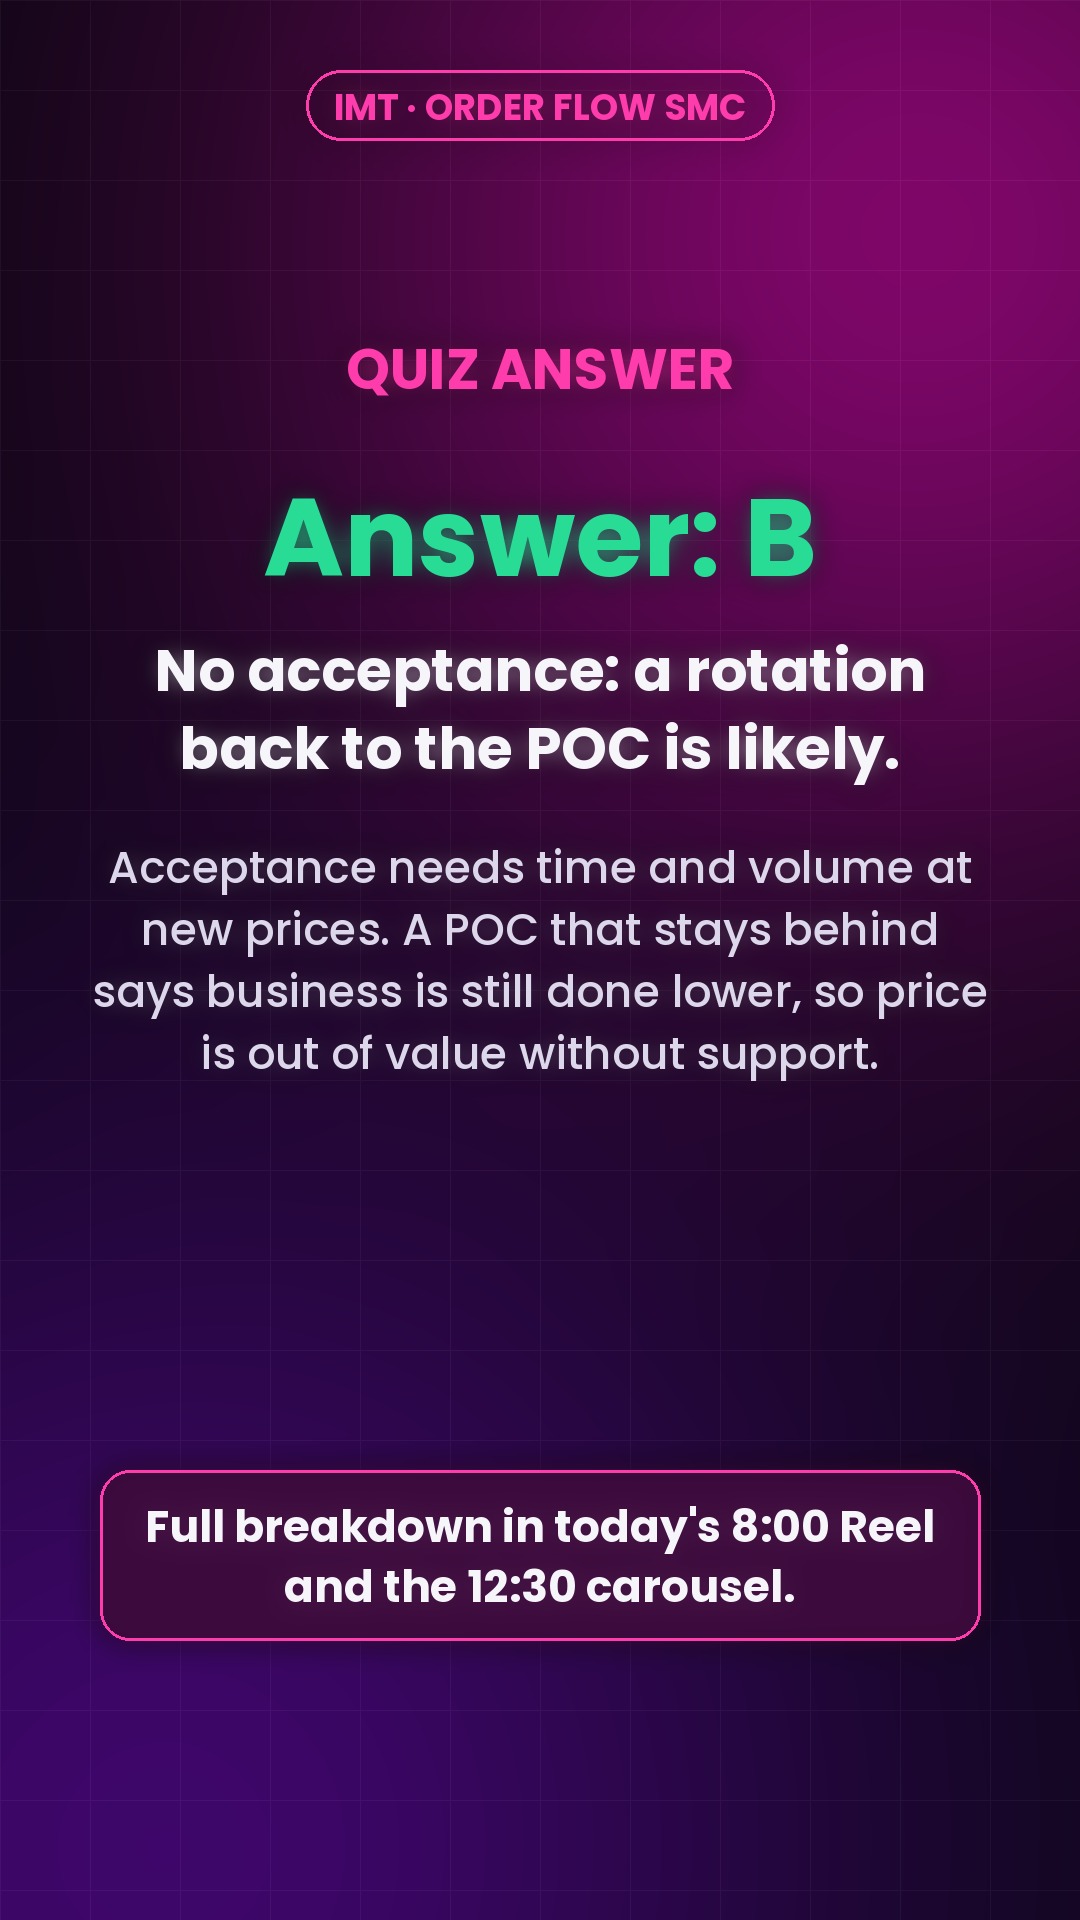 IMT · ORDER FLOW SMC
QUIZ ANSWER
Answer: B
No acceptance: a rotation
back to the POC is likely.
Acceptance needs time and volume at
new prices. A POC that stays behind
says business is still done lower, so price
is out of value without support.
Full breakdown in today's 8:00 Reel
and the 12:30 carousel.